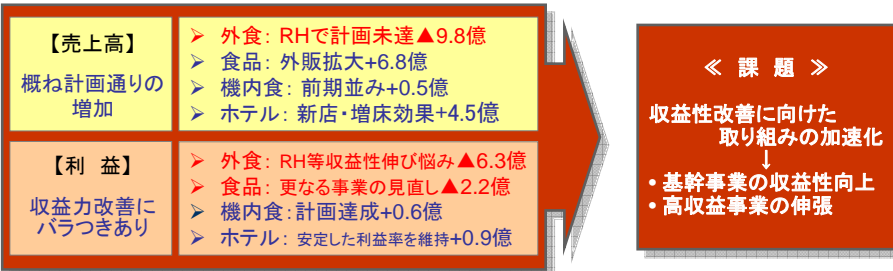 【売上高】
概ね計画通りの
増加
➢ 外食: RHで計画未達▲9.8億
➢ 食品: 外販拡大+6.8億
➢ 機内食: 前期並み+0.5億
➢ ホテル: 新店・増床効果+4.5億
【利 益】
収益力改善に
バラつきあり
➢ 外食: RH等収益性伸び悩み▲6.3億
➢ 食品: 更なる事業の見直し▲2.2億
➢ 機内食:計画達成+0.6億
➢ ホテル: 安定した利益率を維持+0.9億
≪ 課 題 ≫
収益性改善に向けた
取り組みの加速化
↓
• 基幹事業の収益性向上
• 高収益事業の伸張